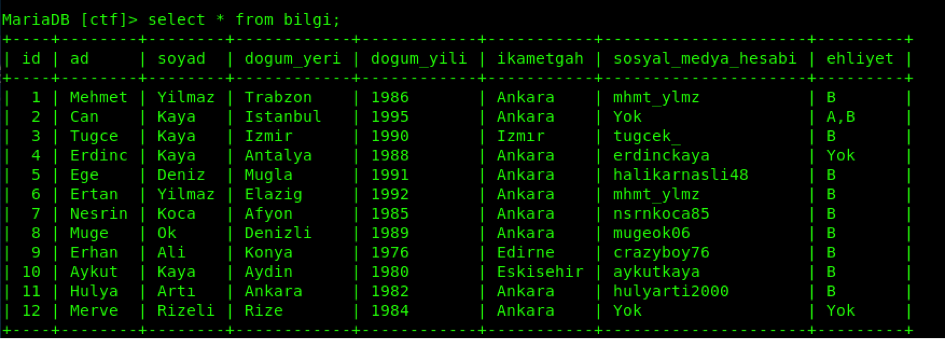 MariaDB [ctf]> select * from bilgi;
+----+--------+--------+------------+------------+-----------+---------------------+---------+
| id | ad     | soyad  | dogum_yeri | dogum_yili | ikametgah | sosyal_medya_hesabi | ehliyet |
+----+--------+--------+------------+------------+-----------+---------------------+---------+
|  1 | Mehmet | Yilmaz | Trabzon    | 1986       | Ankara    | mhmt_ylmz           | B       |
|  2 | Can    | Kaya   | Istanbul   | 1995       | Ankara    | Yok                 | A,B     |
|  3 | Tugce  | Kaya   | Izmir      | 1990       | Izmır     | tugcek_             | B       |
|  4 | Erdinc | Kaya   | Antalya    | 1988       | Ankara    | erdinckaya          | Yok     |
|  5 | Ege    | Deniz  | Mugla      | 1991       | Ankara    | halikarnasli48      | B       |
|  6 | Ertan  | Yilmaz | Elazig     | 1992       | Ankara    | mhmt_ylmz           | B       |
|  7 | Nesrin | Koca   | Afyon      | 1985       | Ankara    | nsrnkoca85          | B       |
|  8 | Muge   | Ok     | Denizli    | 1989       | Ankara    | mugeok06            | B       |
|  9 | Erhan  | Ali    | Konya      | 1976       | Edirne    | crazyboy76          | B       |
| 10 | Aykut  | Kaya   | Aydin      | 1980       | Eskisehir | aykutkaya           | B       |
| 11 | Hulya  | Artı   | Ankara     | 1982       | Ankara    | hulyarti2000        | B       |
| 12 | Merve  | Rizeli | Rize       | 1984       | Ankara    | Yok                 | Yok     |
+----+--------+--------+------------+------------+-----------+---------------------+---------+